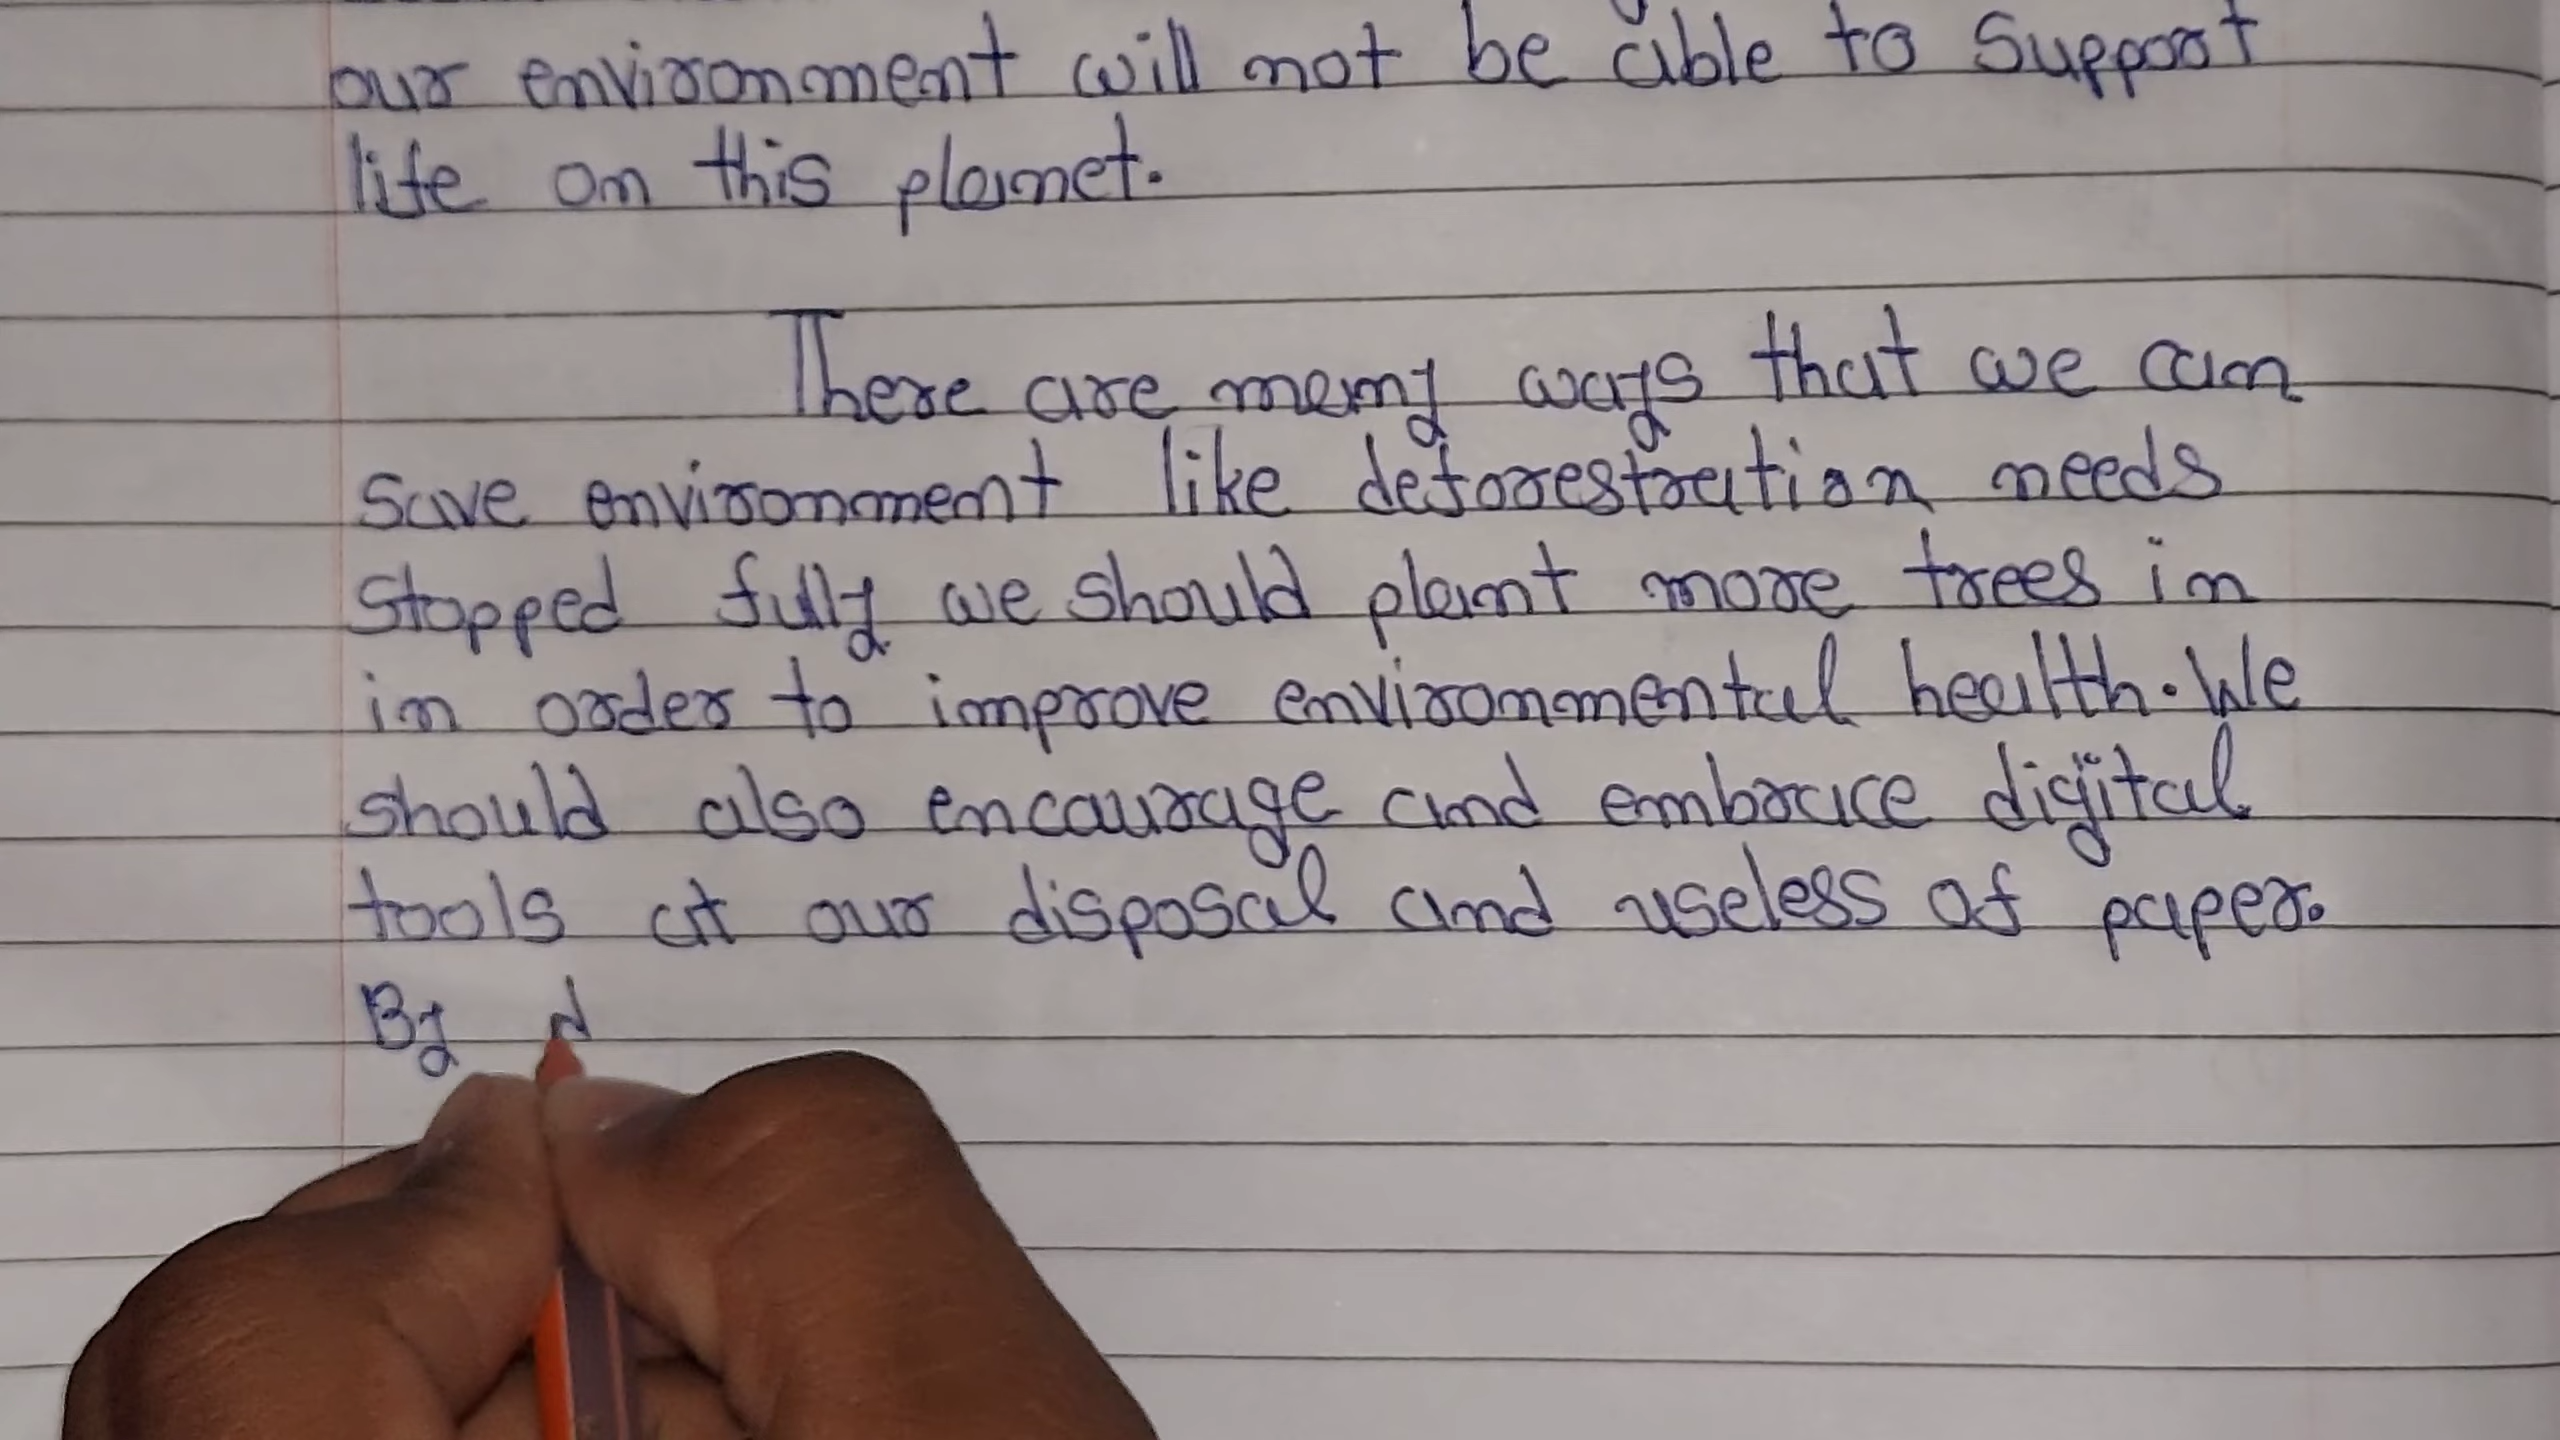 our environment will not be able to support
life on this planet.
There are many ways that we can
save environment like deforestration needs
stopped fully we should plant more trees in
in order to improve environmental health. We
should also encourage and embrace digital
tools at our disposal and useless of paper.
By d